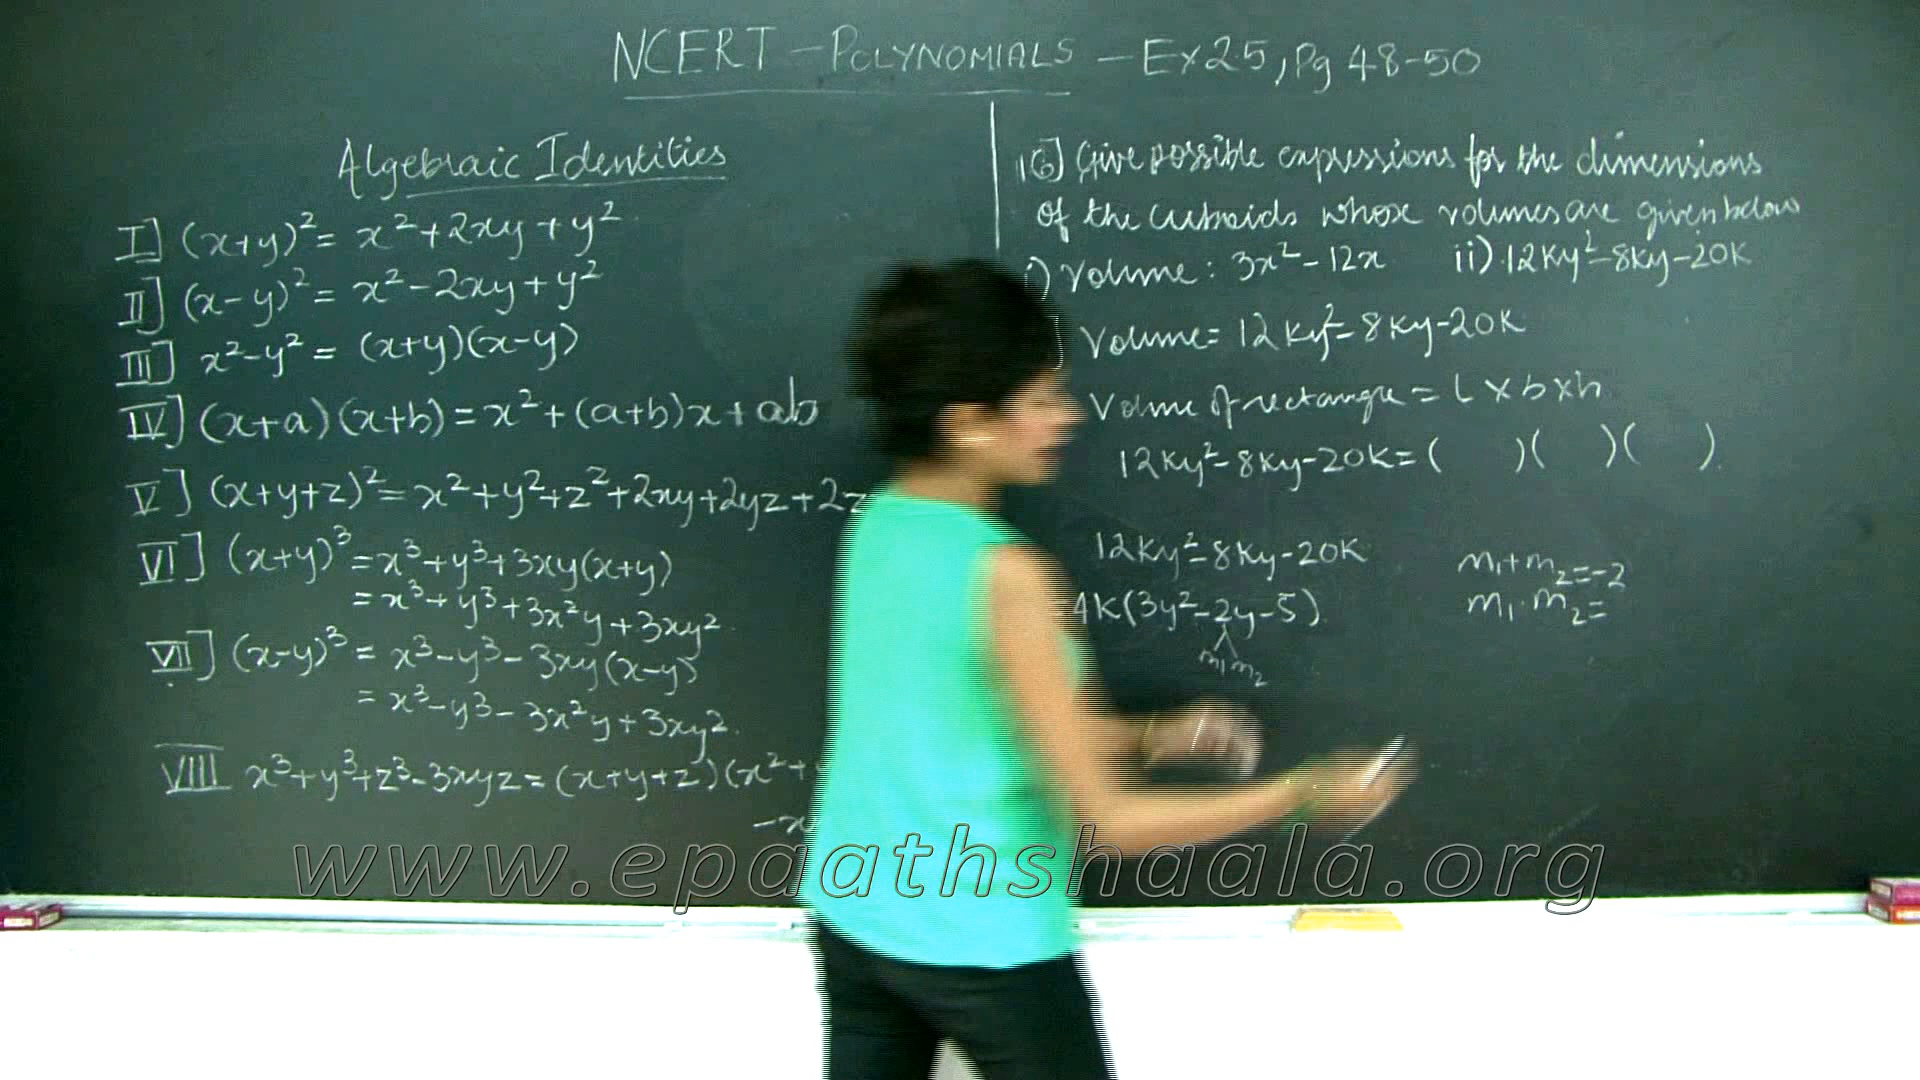 NCERT - POLYNOMIALS - Ex 2.5, Pg 48-50
Algebraic Identities
I] (x+y)² = x²+2xy+y²
II] (x-y)² = x²-2xy+y²
III] x²-y² = (x+y)(x-y)
IV] (x+a)(x+b) = x²+(a+b)x+ab
V] (x+y+z)² = x²+y²+z²+2xy+2yz+2z
VI] (x+y)³ = x³+y³+3xy(x+y)
= x³+y³+3x²y+3xy²
VII] (x-y)³ = x³-y³-3xy(x-y)
= x³-y³-3x²y+3xy²
VIII x³+y³+z³-3xyz = (x+y+z)(x²+
-x
16] Give possible expressions for the dimensions
of the cuboids whose volumes are given below
i) Volume: 3x²-12x ii) 12Ky²-8Ky-20K
] Volume = 12Ky²-8Ky-20K
Volme of rectangle = l×b×h
12Ky²-8Ky-20K = ( )( )( ).
12Ky²-8Ky-20K
4K(3y²-2y-5).
m₁ m₂
m₁+m₂=-2
m₁.m₂=
www.epaathshaala.org